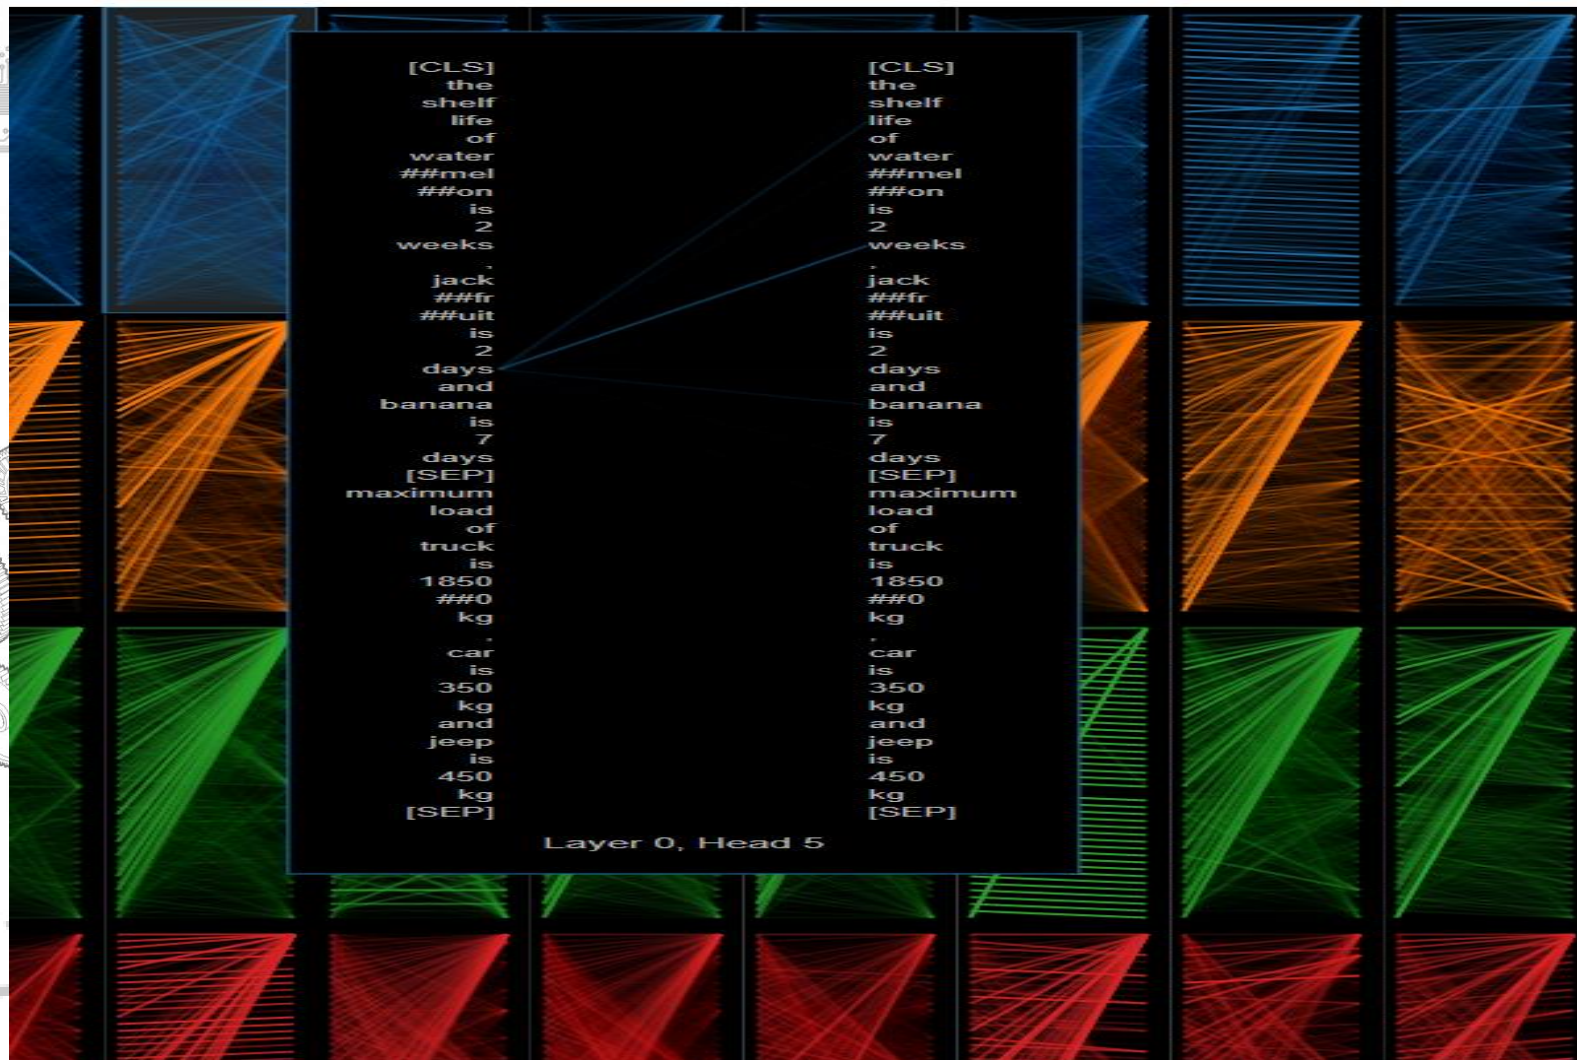 [CLS] [CLS]
the the
shelf shelf
life life
of of
water water
##mel ##mel
##on ##on
is is
2 2
weeks weeks
, ,
jack jack
##fr ##fr
##uit ##uit
is is
2 2
days days
and and
banana banana
is is
7 7
days days
[SEP] [SEP]
maximum maximum
load load
of of
truck truck
is is
1850 1850
##0 ##0
kg kg
, ,
car car
is is
350 350
kg kg
and and
jeep jeep
is is
450 450
kg kg
[SEP] [SEP]
Layer 0, Head 5